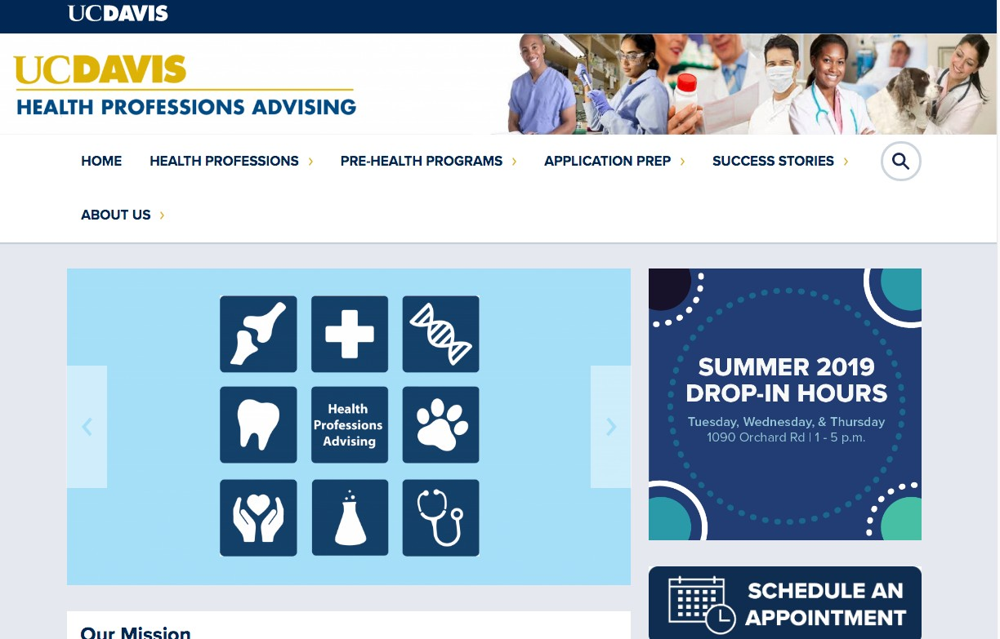 UCDAVIS
UCDAVIS
HEALTH PROFESSIONS ADVISING
HOME HEALTH PROFESSIONS PRE-HEALTH PROGRAMS APPLICATION PREP SUCCESS STORIES
ABOUT US
Health
Professions
Advising
SUMMER 2019
DROP-IN HOURS
Tuesday, Wednesday, & Thursday
1090 Orchard Rd | 1 - 5 p.m.
SCHEDULE AN
APPOINTMENT
Our Mission